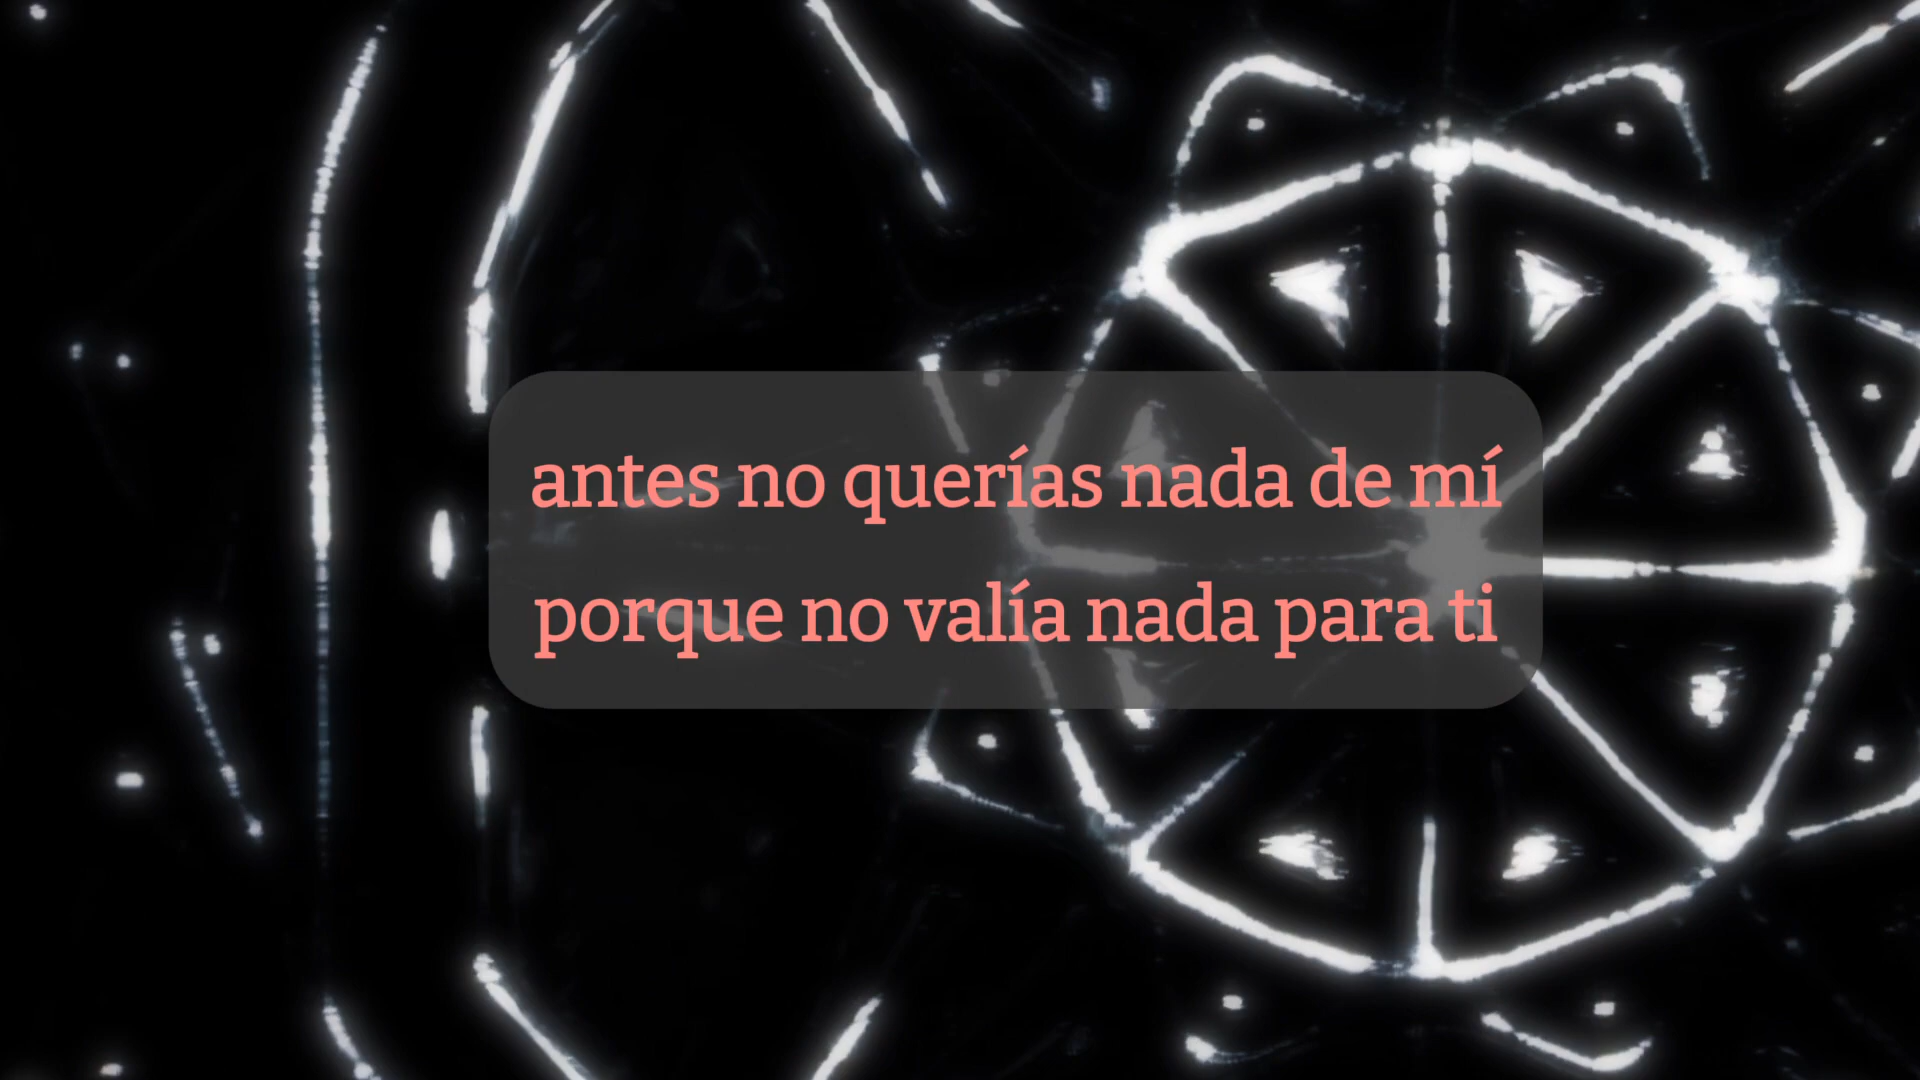 antes no querías nada de mí
porque no valía nada para ti